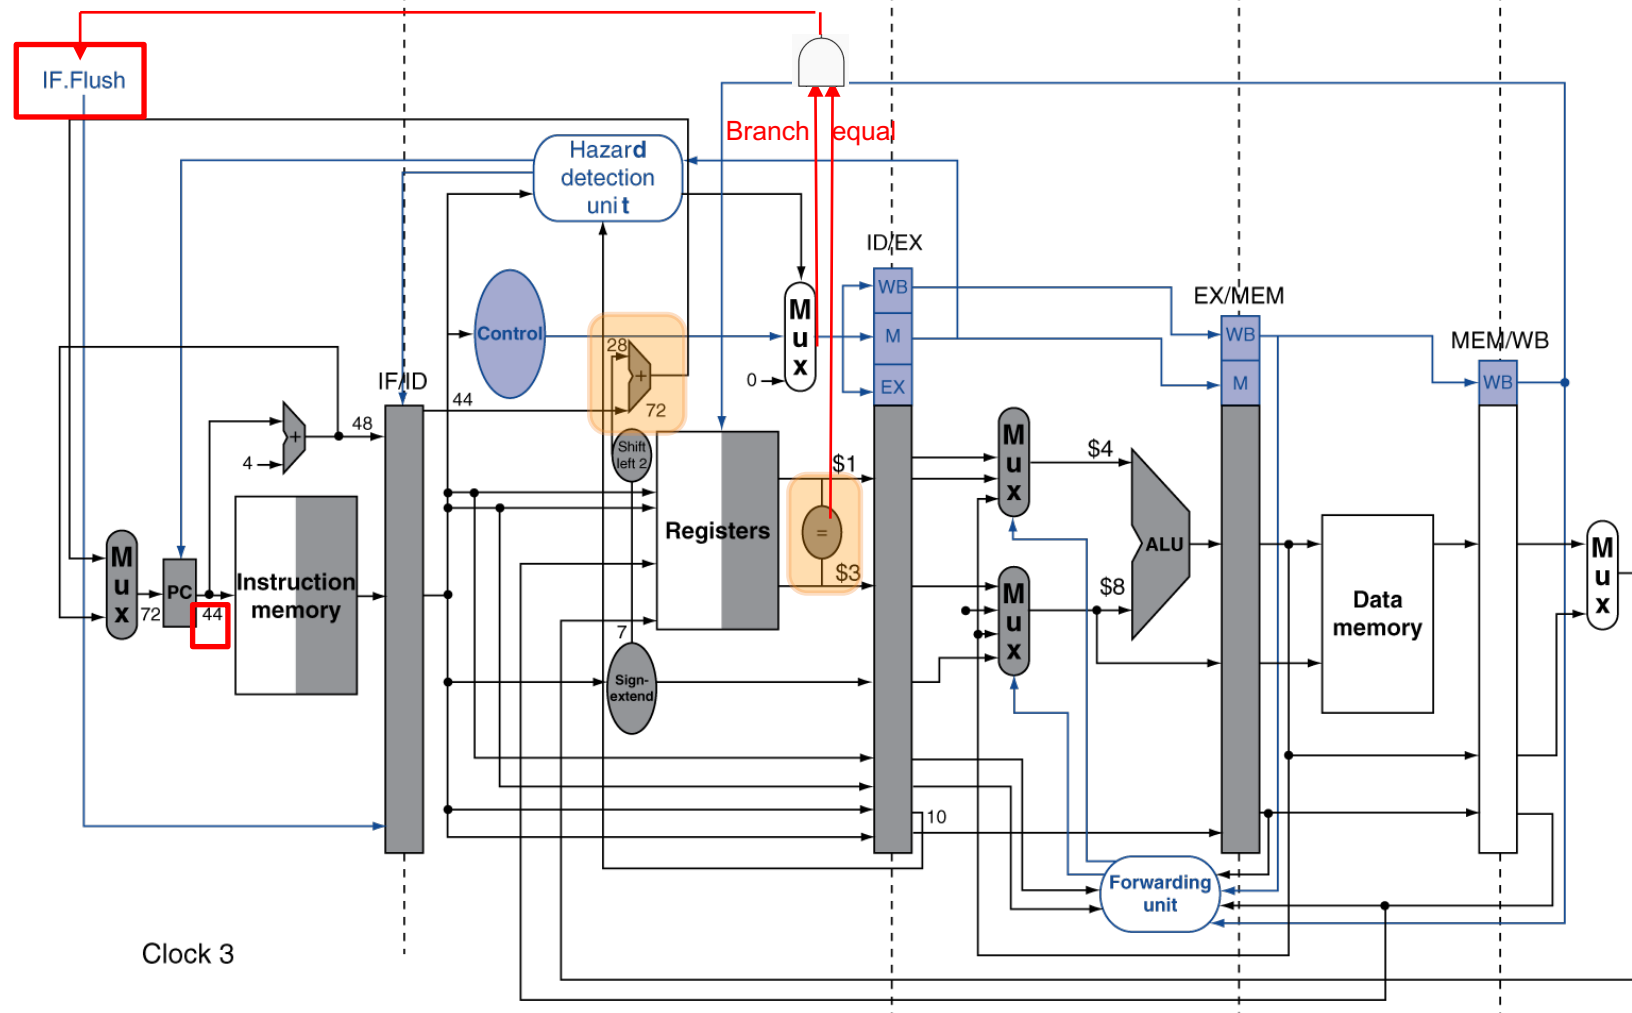 IF.Flush
Branch
equal
Hazard
detection
unit
ID/EX
WB
M
EX
EX/MEM
WB
M
MEM/WB
WB
Control
M
u
x
0
28
+
72
IF/ID
44
48
+
4
Shift
left 2
$1
Registers
=
$3
M
u
x
$4
ALU
$8
M
u
x
M
u
x
72
PC
44
Instruction
memory
Data
memory
M
u
x
7
Sign-
extend
10
Forwarding
unit
Clock 3